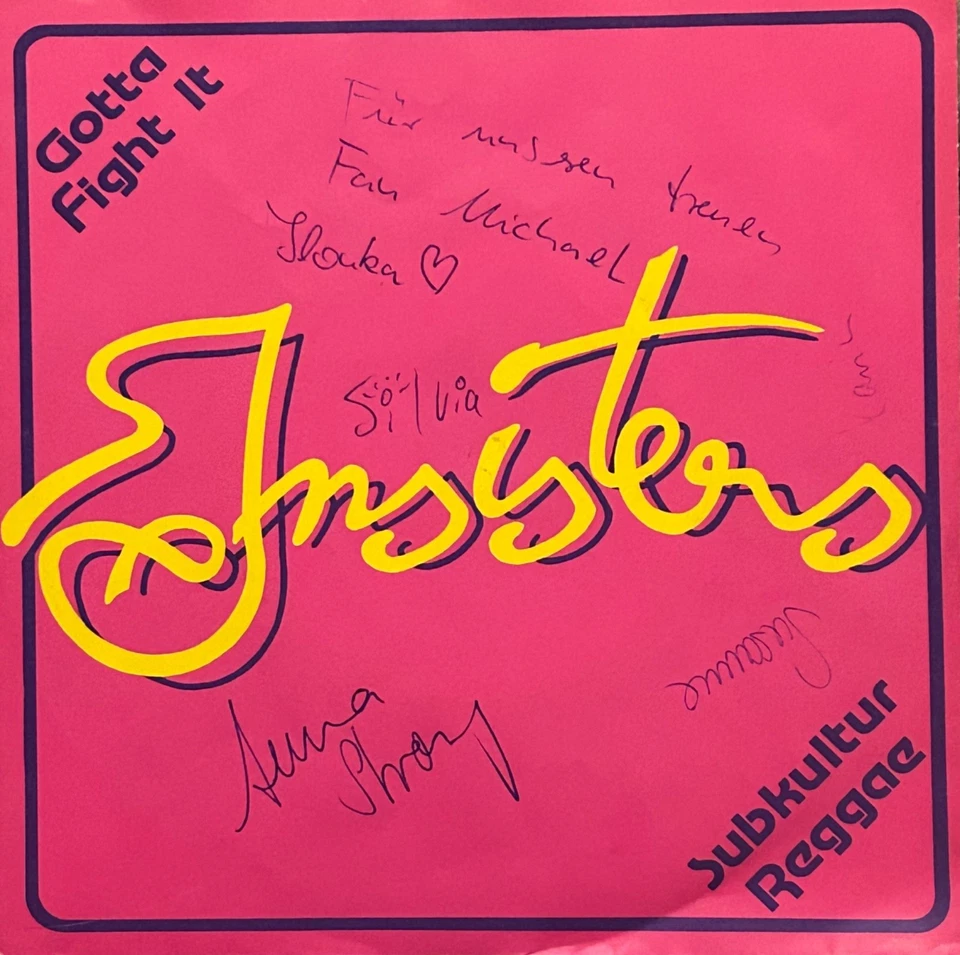 Gotta
Fight It
Für unseren treuen
Fan Michael
Ilonka ♡
Silvia
Insisters
Susanne
Anna
Strong
Subkultur
Reggae